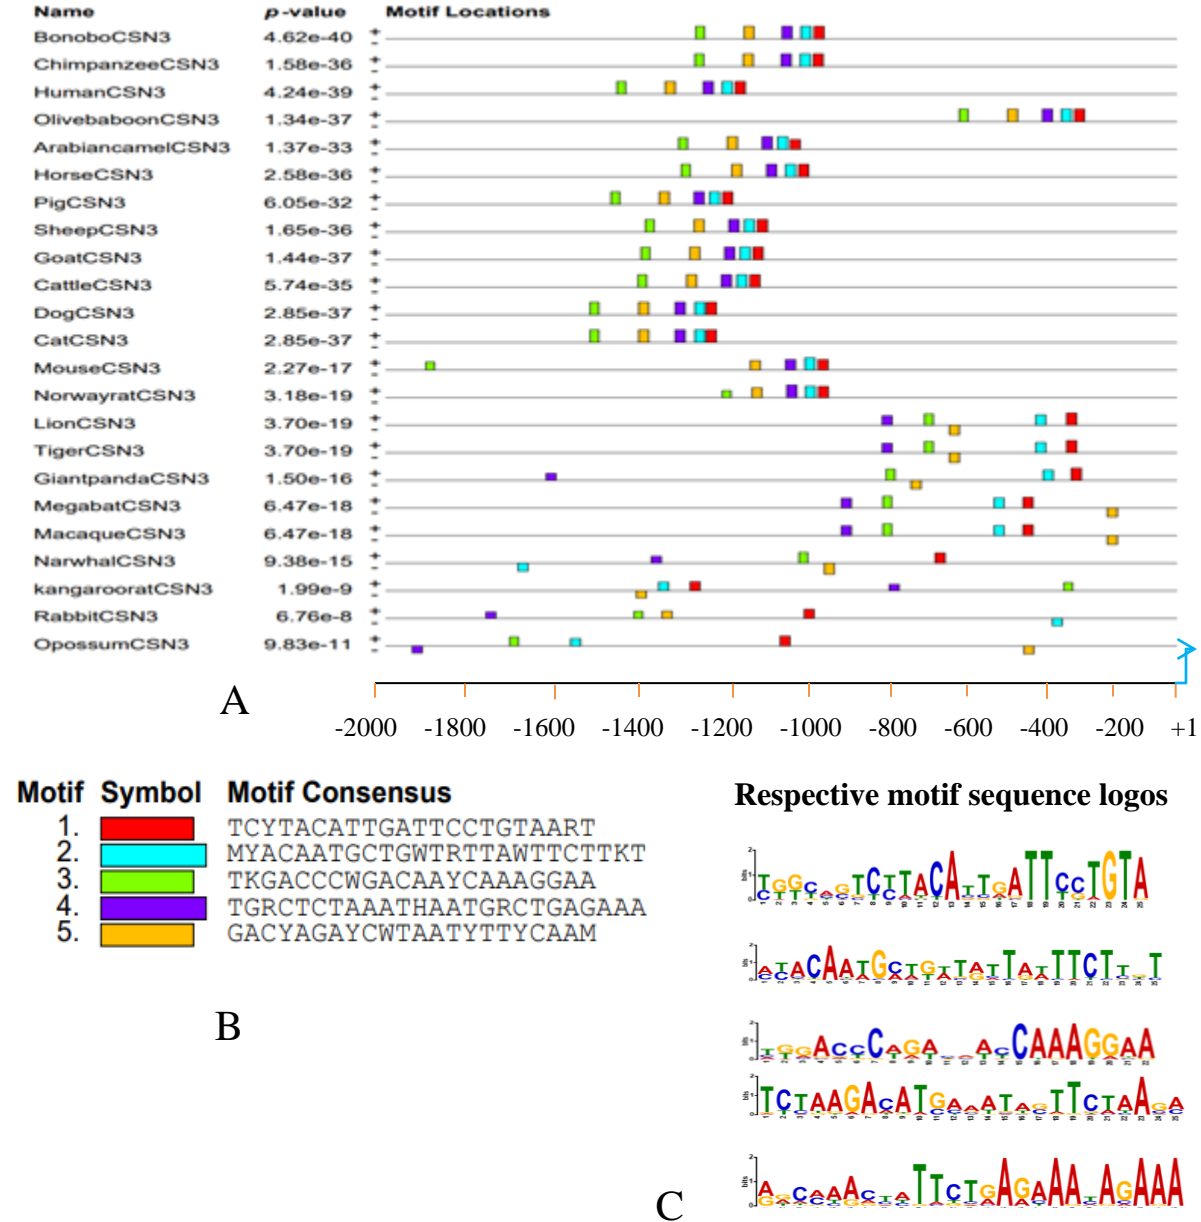 Name p-value Motif Locations
BonoboCSN3 4.62e-40 + -
ChimpanzeeCSN3 1.58e-36 + -
HumanCSN3 4.24e-39 + -
OlivebaboonCSN3 1.34e-37 + -
ArabiancamelCSN3 1.37e-33 + -
HorseCSN3 2.58e-36 + -
PigCSN3 6.05e-32 + -
SheepCSN3 1.65e-36 + -
GoatCSN3 1.44e-37 + -
CattleCSN3 5.74e-35 + -
DogCSN3 2.85e-37 + -
CatCSN3 2.85e-37 + -
MouseCSN3 2.27e-17 + -
NorwayratCSN3 3.18e-19 + -
LionCSN3 3.70e-19 + -
TigerCSN3 3.70e-19 + -
GiantpandaCSN3 1.50e-16 + -
MegabatCSN3 6.47e-18 + -
MacaqueCSN3 6.47e-18 + -
NarwhalCSN3 9.38e-15 + -
kangarooratCSN3 1.99e-9 + -
RabbitCSN3 6.76e-8 + -
OpossumCSN3 9.83e-11 + -
A
-2000 -1800 -1600 -1400 -1200 -1000 -800 -600 -400 -200 +1
Motif Symbol Motif Consensus
1. TCYTACATTGATTCCTGTAART
2. MYACAATGCTGWTRTTAWTTCTTKT
3. TKGACCCWGACAAYCAAAGGAA
4. TGRCTCTAAATHAATGRCTGAGAAA
5. GACYAGAYCWTAATYTTYCAAM
B
Respective motif sequence logos
C